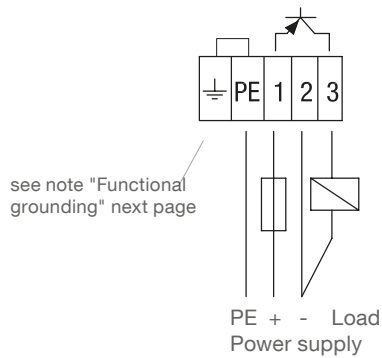 PE 1 2 3
see note "Functional
grounding" next page
PE + - Load
Power supply